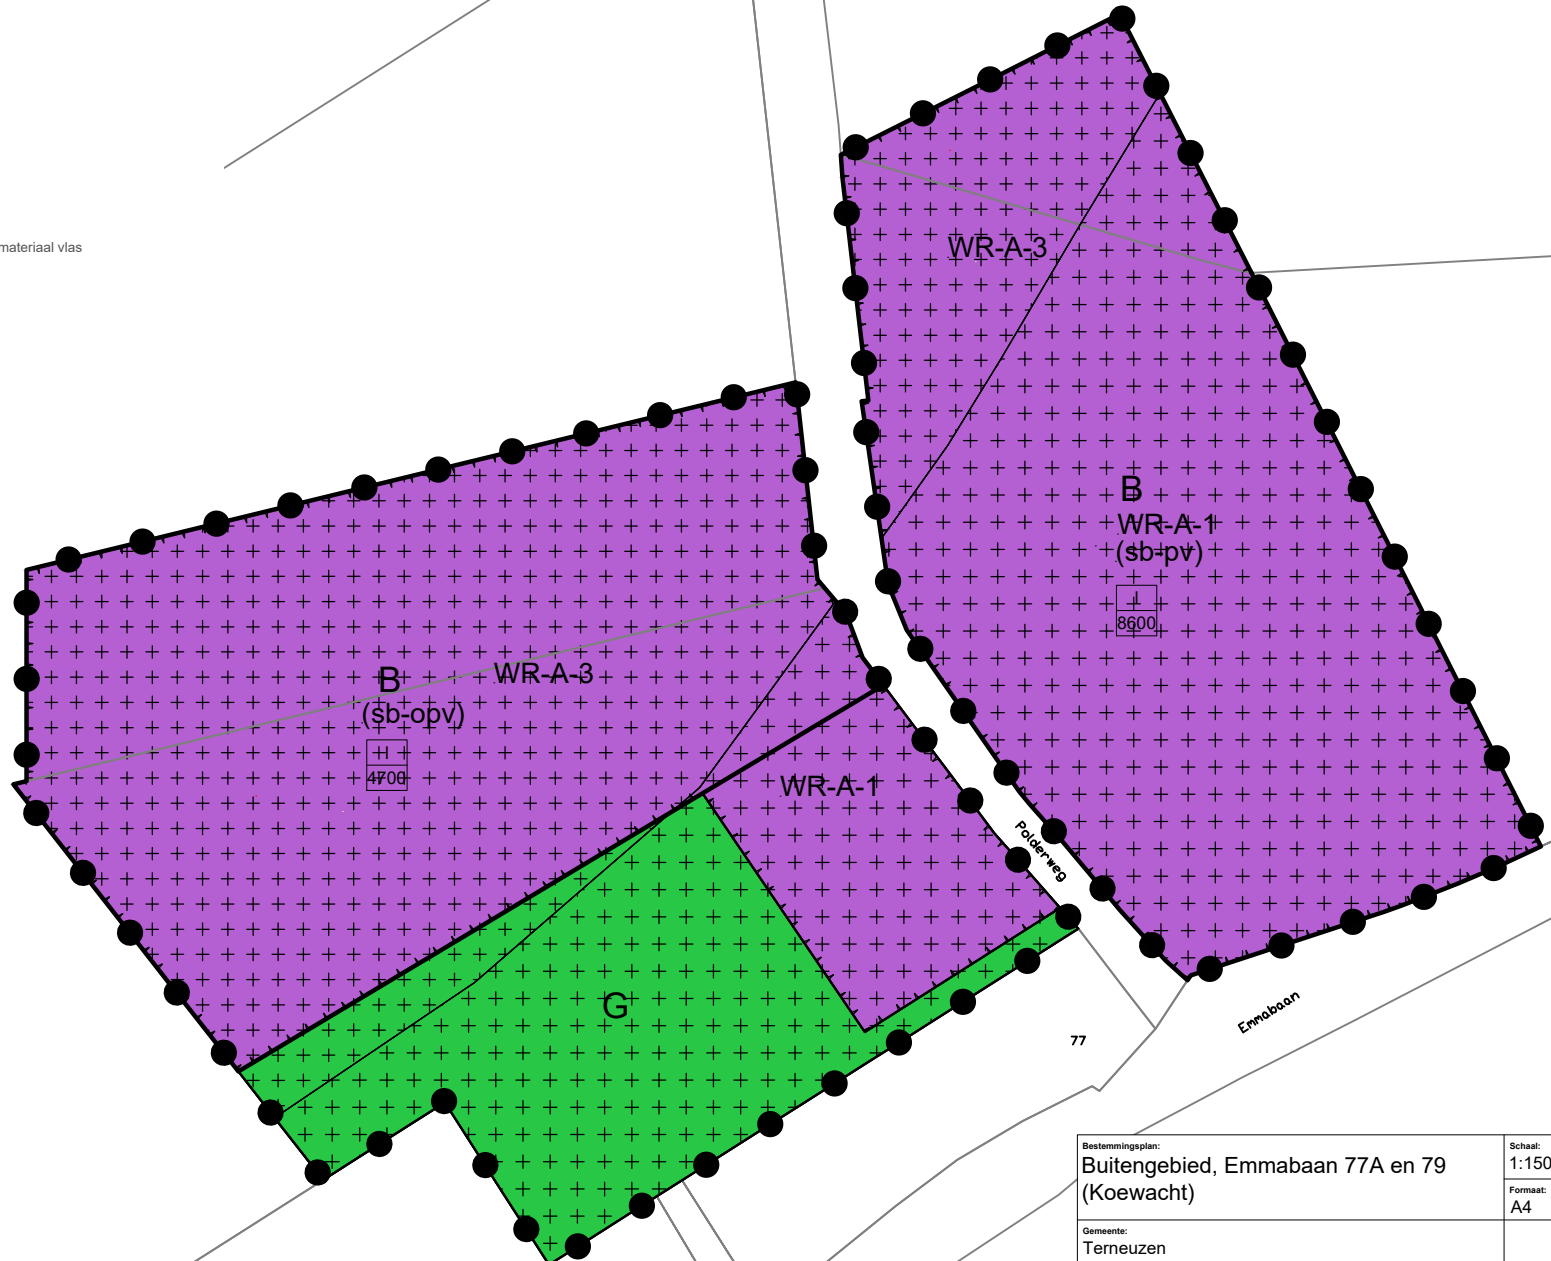 materiaal vlas
WR-A-3
B
WR-A-1
(sb-pv)
I
8600
B
WR-A-3
(sb-opv)
II
4700
WR-A-1
Polderweg
G
Emmabaan
77
Bestemmingsplan:
Buitengebied, Emmabaan 77A en 79
(Koewacht)
Schaal:
1:150
Formaat:
A4
Gemeente:
Terneuzen